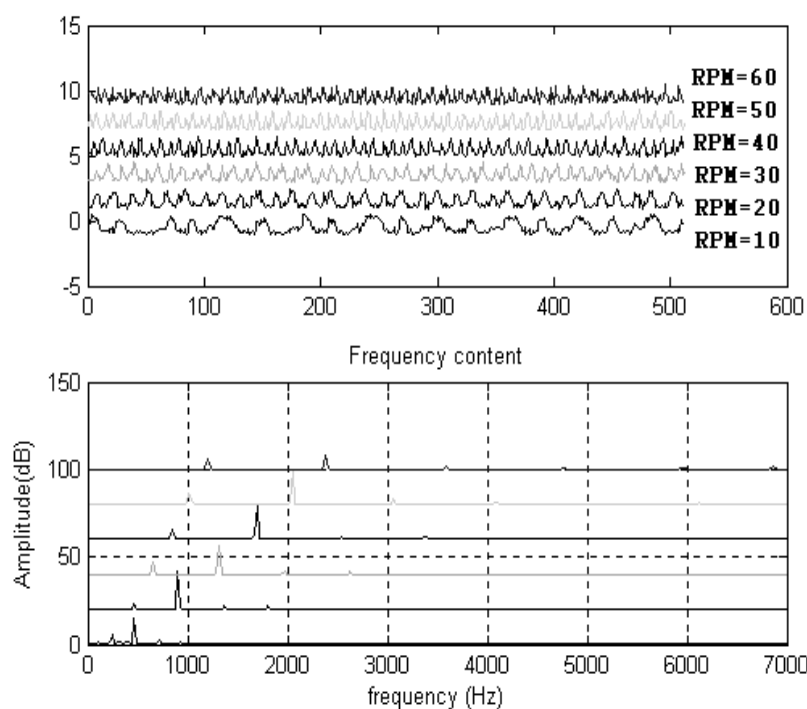 15
10
5
0
-5
RPM=60
RPM=50
RPM=40
RPM=30
RPM=20
RPM=10
0 100 200 300 400 500 600
Frequency content
150
100
50
0
Amplitude(dB)
0 1000 2000 3000 4000 5000 6000 7000
frequency (Hz)